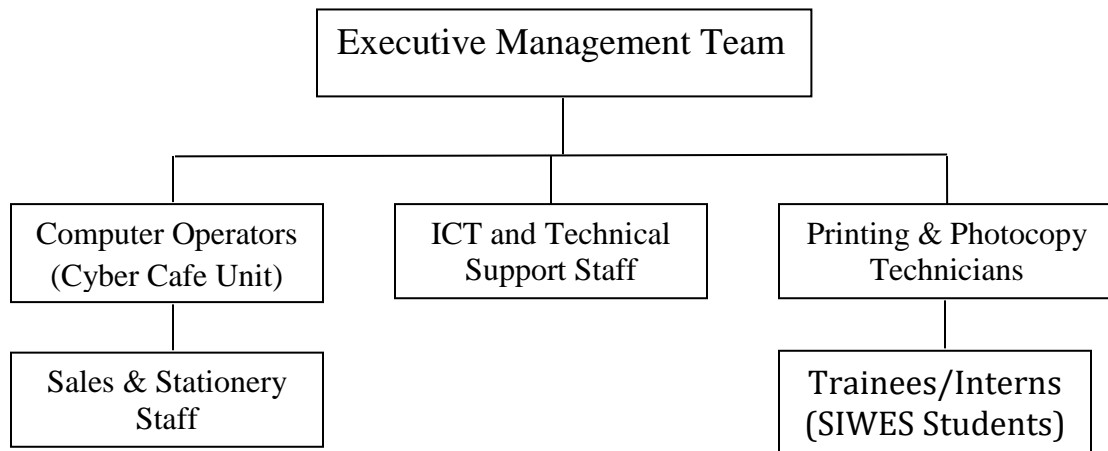 Executive Management Team
Computer Operators
(Cyber Cafe Unit)
ICT and Technical
Support Staff
Printing & Photocopy
Technicians
Sales & Stationery
Staff
Trainees/Interns
(SIWES Students)